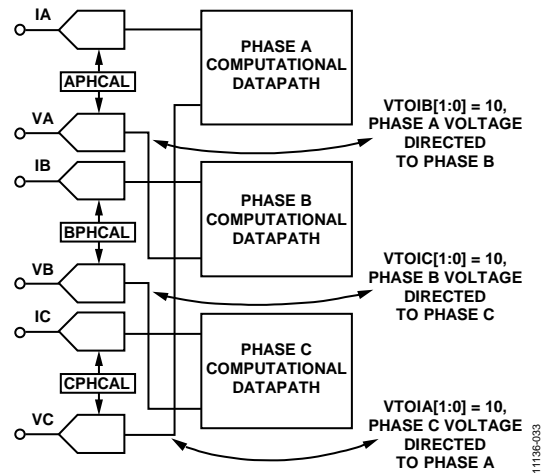 IA
PHASE A
COMPUTATIONAL
DATAPATH
APHCAL
VTOIB[1:0] = 10,
PHASE A VOLTAGE
DIRECTED
TO PHASE B
VA
IB
PHASE B
COMPUTATIONAL
DATAPATH
BPHCAL
VTOIC[1:0] = 10,
PHASE B VOLTAGE
DIRECTED
TO PHASE C
VB
IC
PHASE C
COMPUTATIONAL
DATAPATH
CPHCAL
VTOIA[1:0] = 10,
PHASE C VOLTAGE
DIRECTED
TO PHASE A
VC
11136-033